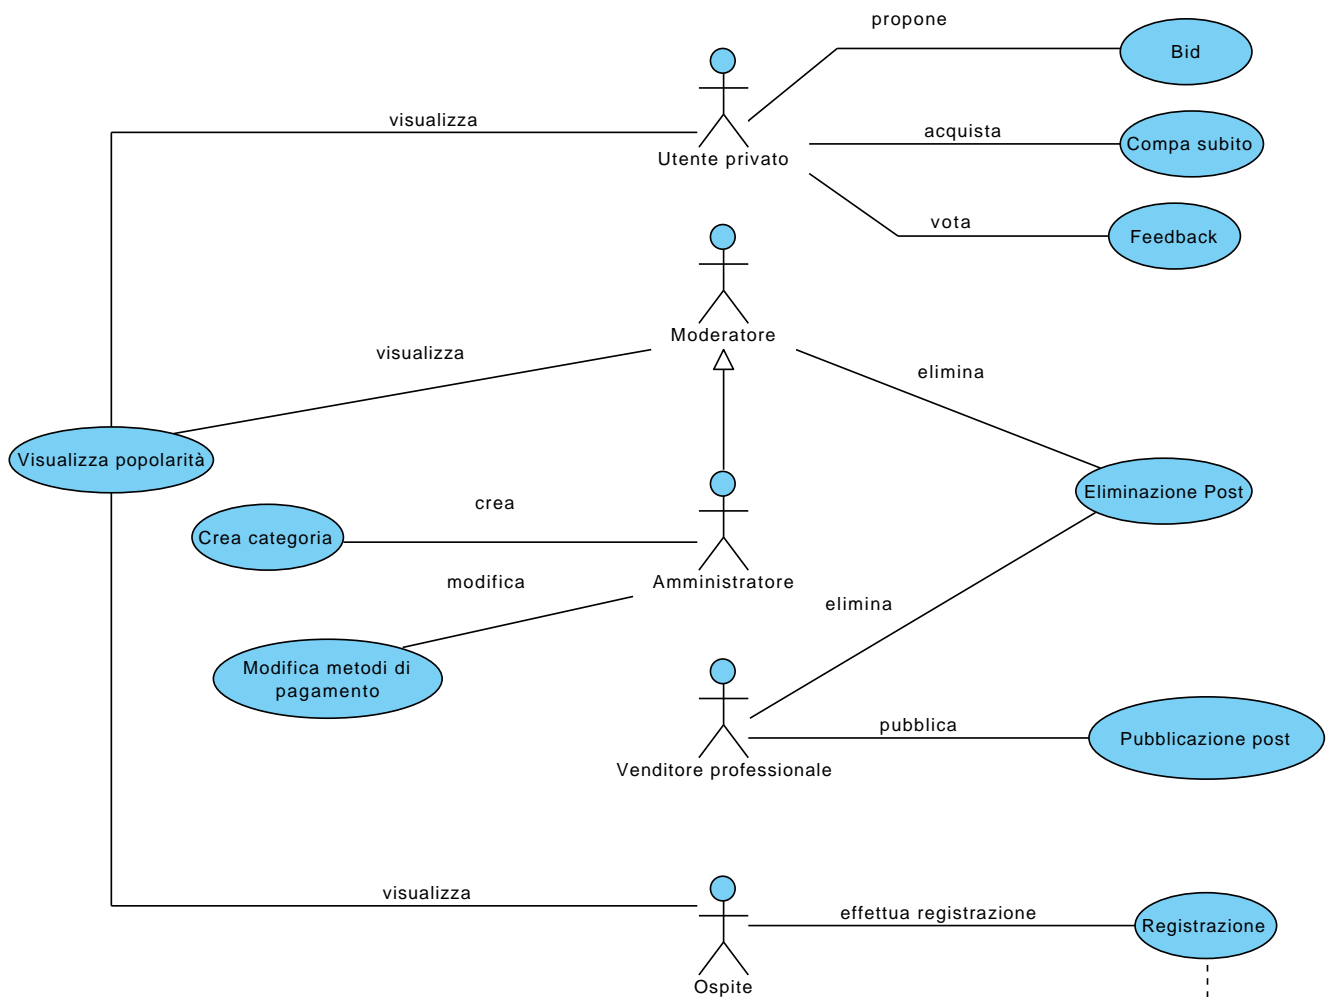 propone
Bid
visualizza
acquista
Compa subito
Utente privato
vota
Feedback
Moderatore
visualizza
elimina
Visualizza popolarità
Eliminazione Post
crea
Crea categoria
modifica
Amministratore
elimina
Modifica metodi di
pagamento
pubblica
Pubblicazione post
Venditore professionale
visualizza
effettua registrazione
Registrazione
Ospite